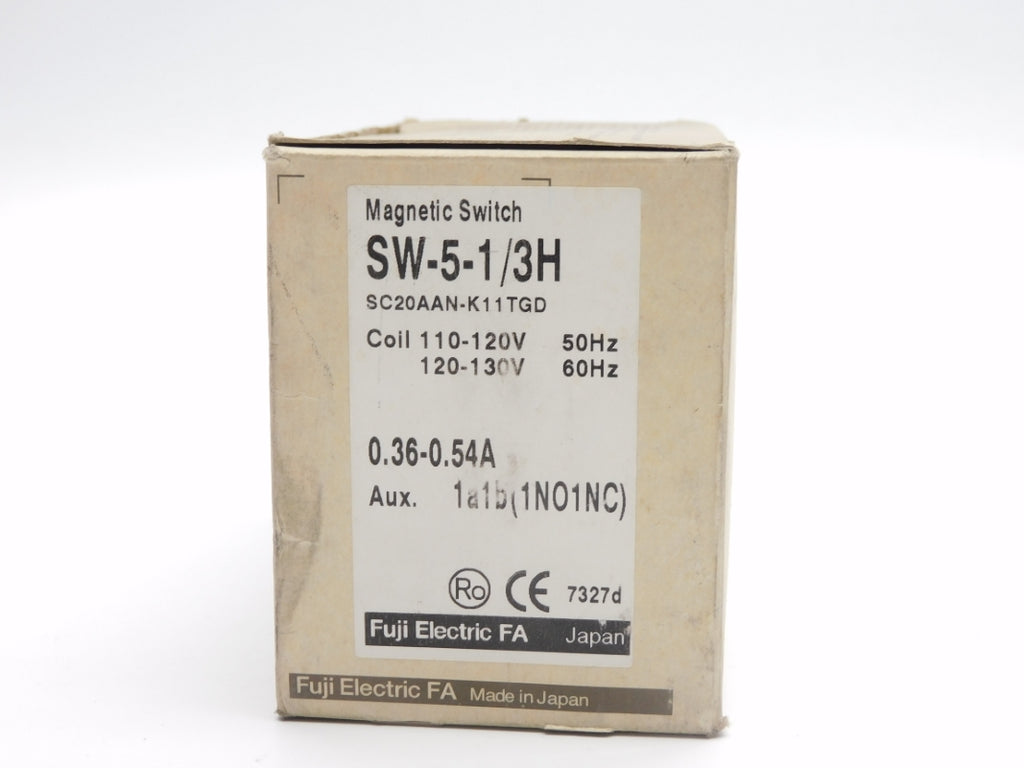 Magnetic Switch
SW-5-1/3H
SC20AAN-K11TGD
Coil 110-120V 50Hz
120-130V 60Hz
0.36-0.54A
Aux. 1a1b(1NO1NC)
Ro CE 7327d
Fuji Electric FA Japan
Fuji Electric FA Made in Japan